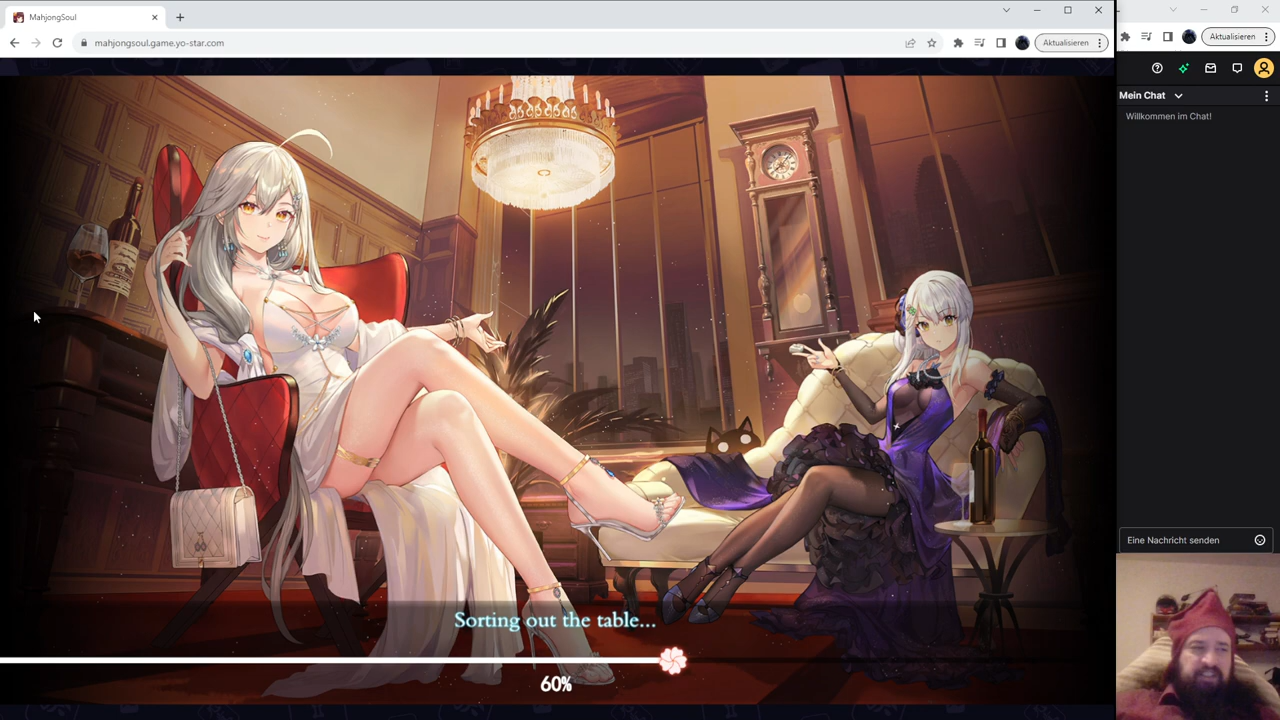 MahjongSoul
mahjongsoul.game.yo-star.com
Aktualisieren
Aktualisieren
Mein Chat
Willkommen im Chat!
Sorting out the table...
60%
Eine Nachricht senden